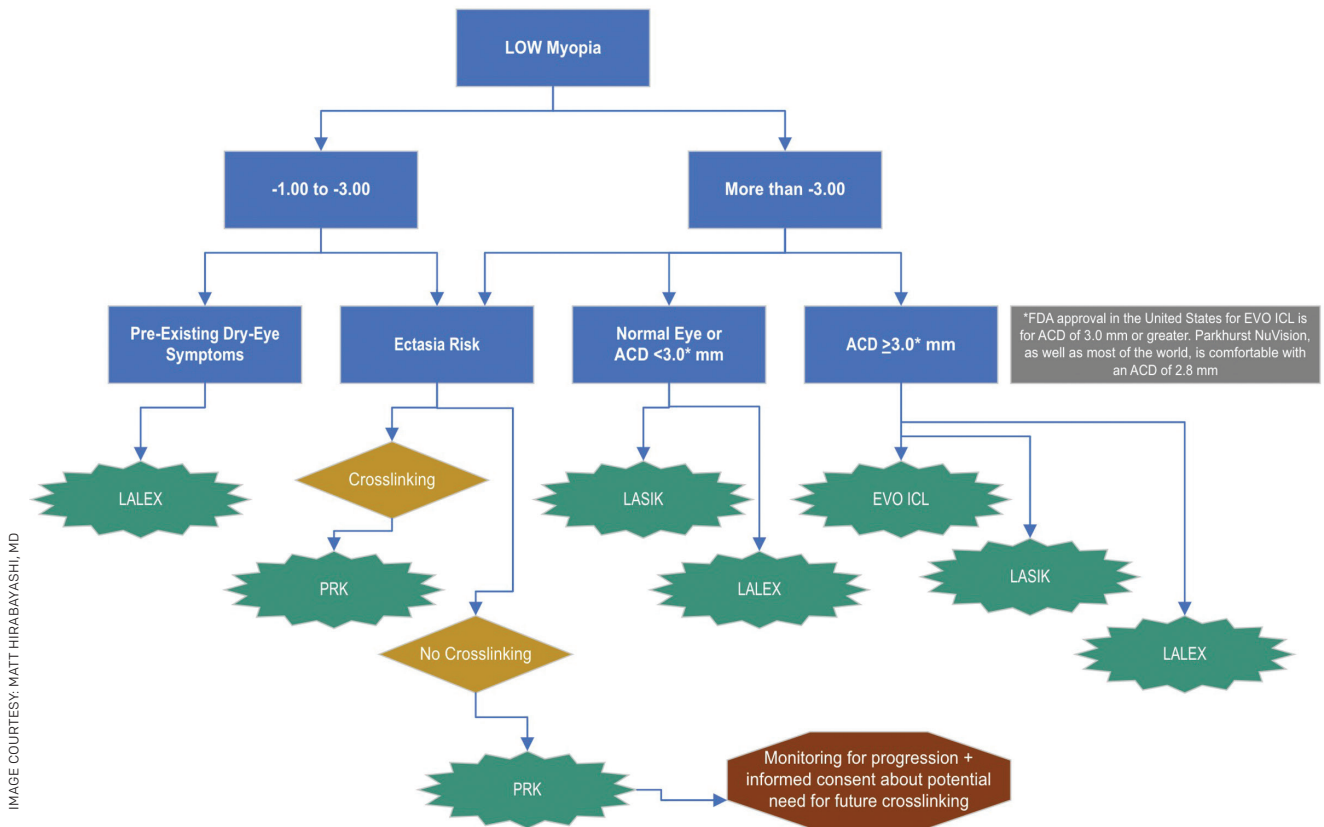 LOW Myopia
-1.00 to -3.00
More than -3.00
Pre-Existing Dry-Eye
Symptoms
Ectasia Risk
Normal Eye or
ACD <3.0* mm
ACD ≥3.0* mm
*FDA approval in the United States for EVO ICL is
for ACD of 3.0 mm or greater. Parkhurst NuVision,
as well as most of the world, is comfortable with
an ACD of 2.8 mm
LALEX
Crosslinking
LASIK
EVO ICL
PRK
LALEX
LASIK
No Crosslinking
LALEX
PRK
Monitoring for progression +
informed consent about potential
need for future crosslinking
IMAGE COURTESY: MATT HIRABAYASHI, MD